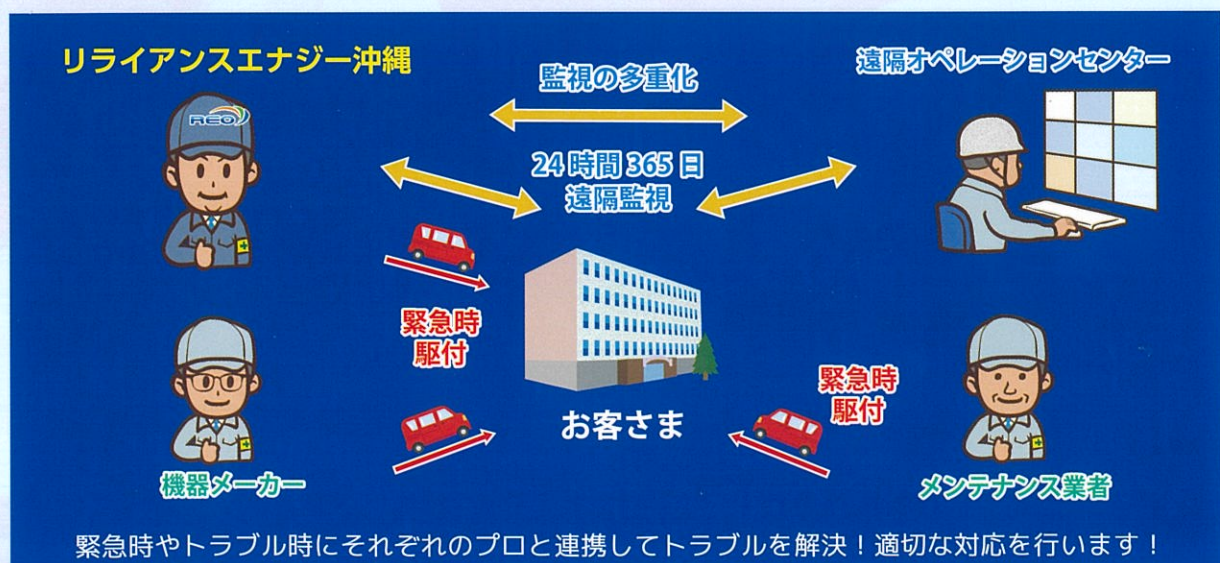 リライアンスエナジー沖縄
遠隔オペレーションセンター
監視の多重化
REO
24時間365日
遠隔監視
緊急時
駆付
緊急時
駆付
お客さま
機器メーカー
メンテナンス業者
緊急時やトラブル時にそれぞれのプロと連携してトラブルを解決！適切な対応を行います！